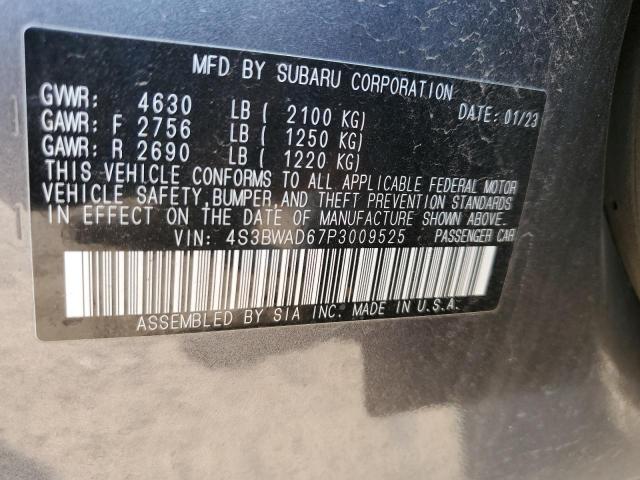 MFD BY SUBARU CORPORATION
GVWR: 4630 LB ( 2100 KG) DATE: 01/23
GAWR: F 2756 LB ( 1250 KG)
GAWR: R 2690 LB ( 1220 KG)
THIS VEHICLE CONFORMS TO ALL APPLICABLE FEDERAL MOTOR
VEHICLE SAFETY, BUMPER, AND THEFT PREVENTION STANDARDS
IN EFFECT ON THE DATE OF MANUFACTURE SHOWN ABOVE.
VIN: 4S3BWAD67P3009525 PASSENGER CAR
ASSEMBLED BY SIA INC. MADE IN U.S.A.